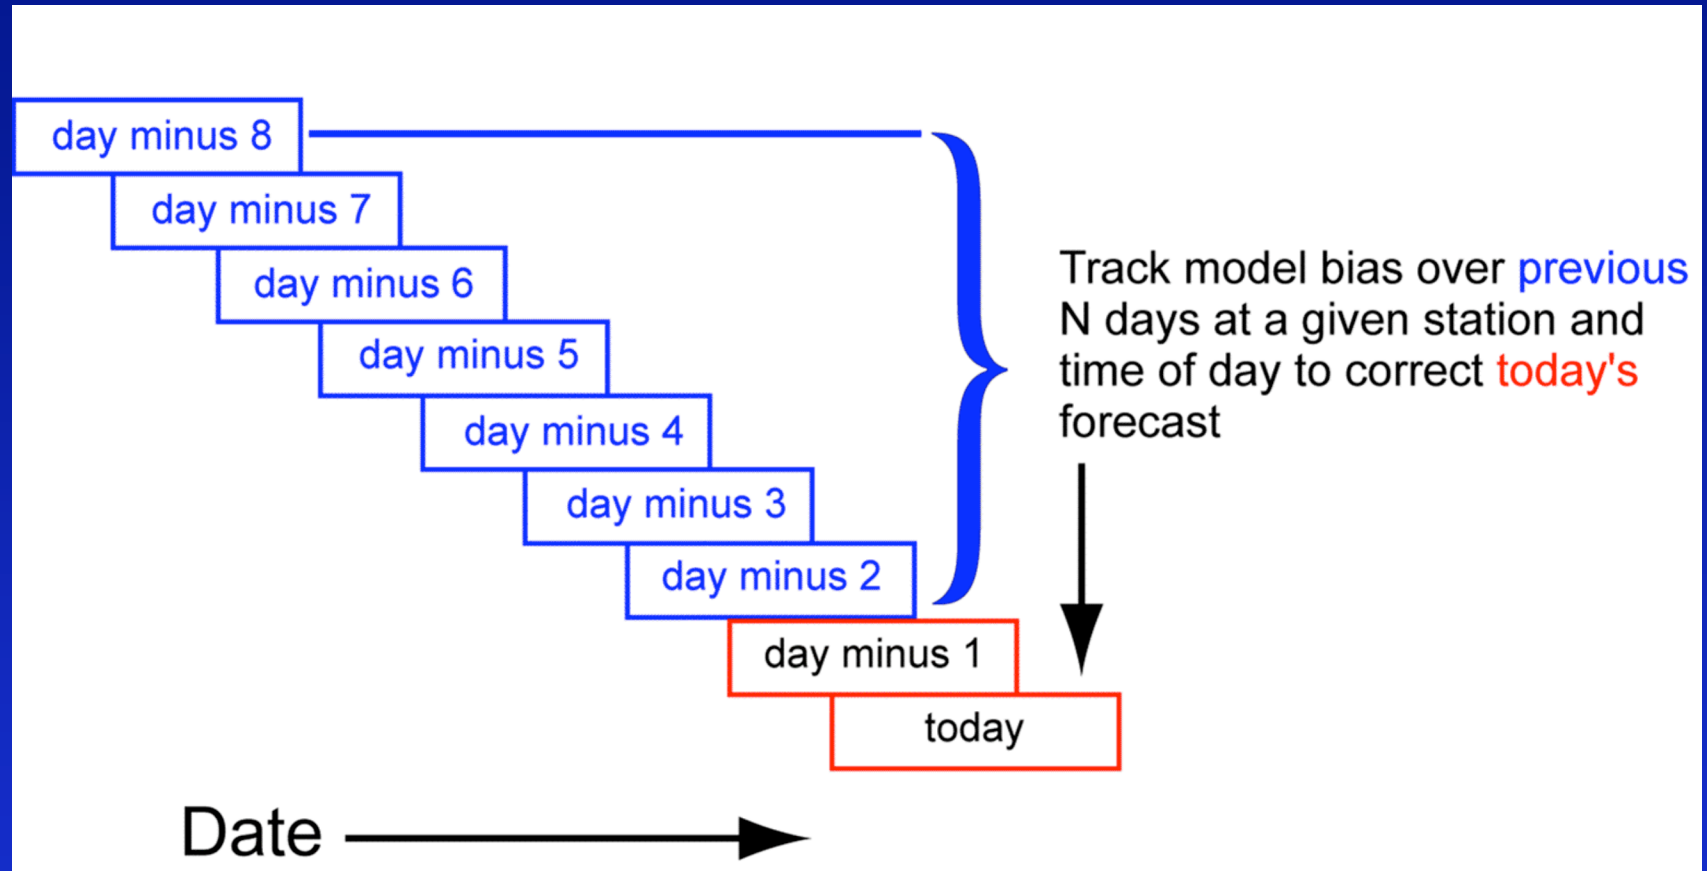 day minus 8
day minus 7
day minus 6
day minus 5
day minus 4
day minus 3
day minus 2
day minus 1
today
Track model bias over previous
N days at a given station and
time of day to correct today's
forecast
Date